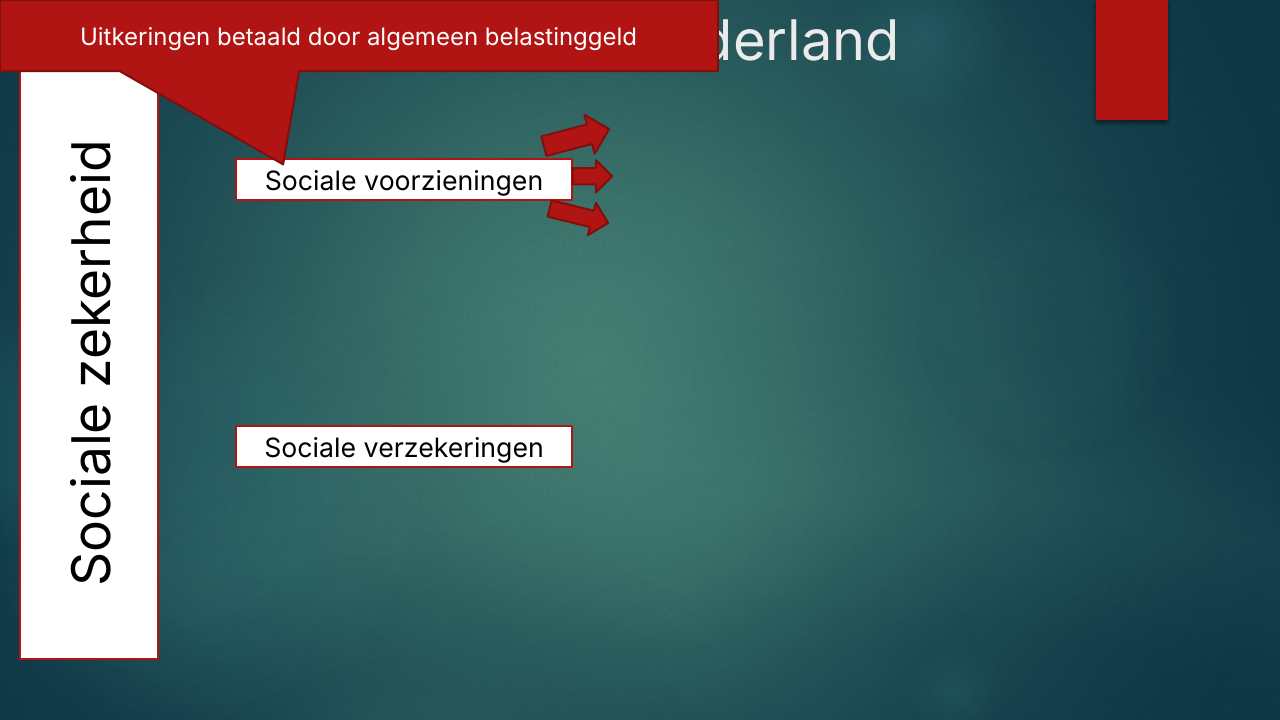 Uitkeringen betaald door algemeen belastinggeld
derland
Sociale zekerheid
Sociale voorzieningen
Sociale verzekeringen